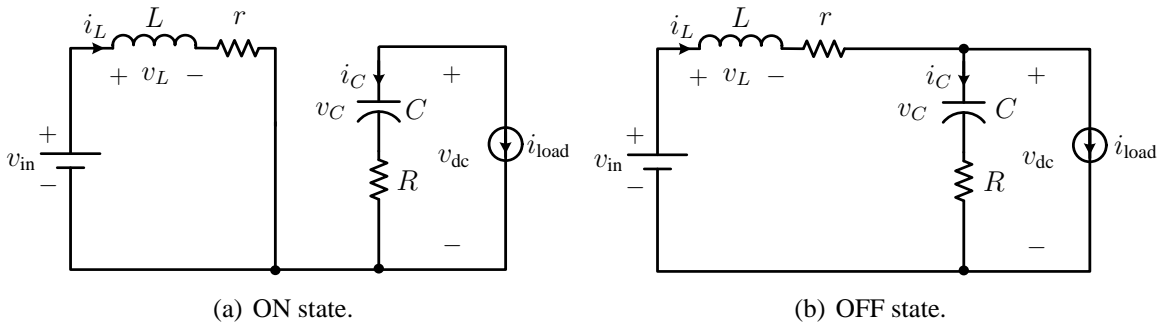 i_L L r
+ v_L −
i_C
v_C C
+
v_in
−
R
+
v_dc
−
i_load
(a) ON state.
i_L L r
+ v_L −
i_C
v_C C
+
v_in
−
R
+
v_dc
−
i_load
(b) OFF state.